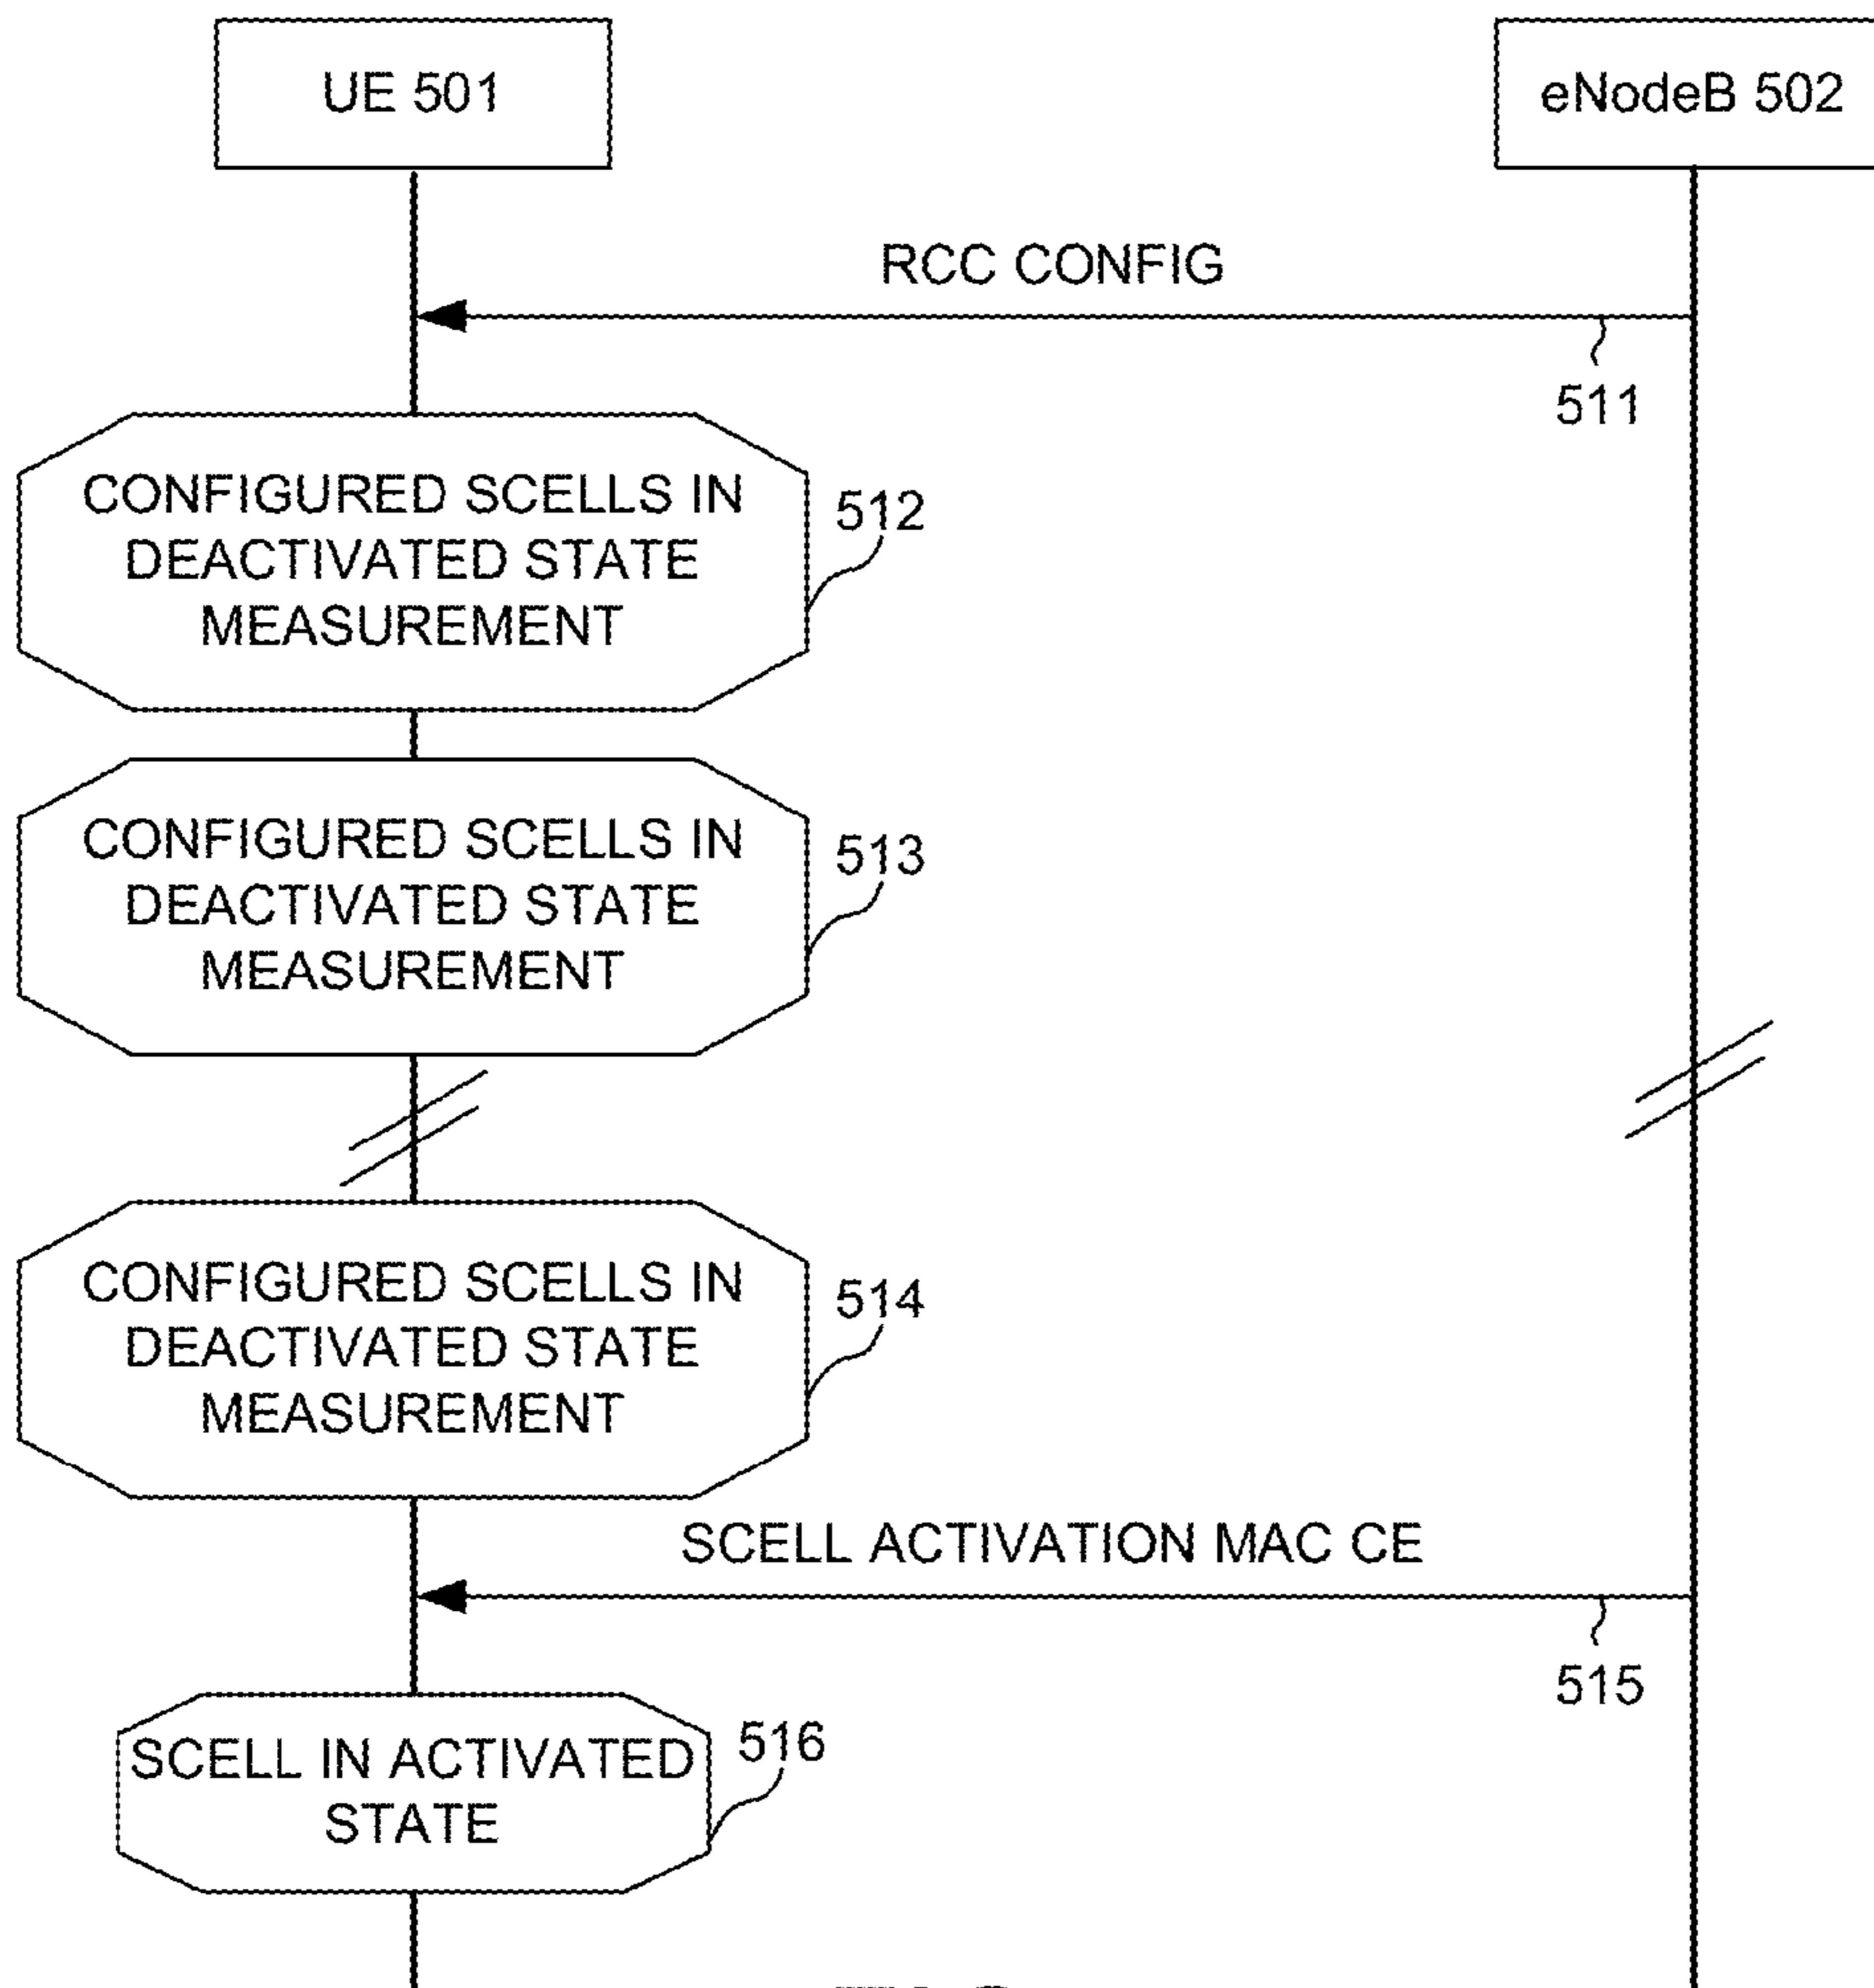 UE 501
eNodeB 502
RCC CONFIG
511
CONFIGURED SCELLS IN
DEACTIVATED STATE
MEASUREMENT
512
CONFIGURED SCELLS IN
DEACTIVATED STATE
MEASUREMENT
513
CONFIGURED SCELLS IN
DEACTIVATED STATE
MEASUREMENT
514
SCELL ACTIVATION MAC CE
515
SCELL IN ACTIVATED
STATE
516